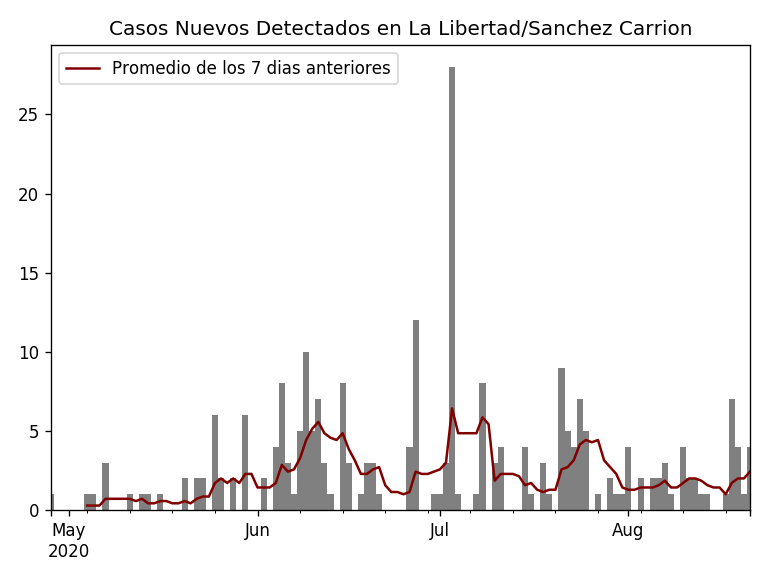 Casos Nuevos Detectados en La Libertad/Sanchez Carrion
Promedio de los 7 dias anteriores
25
20
15
10
5
0
May Jun Jul Aug
2020